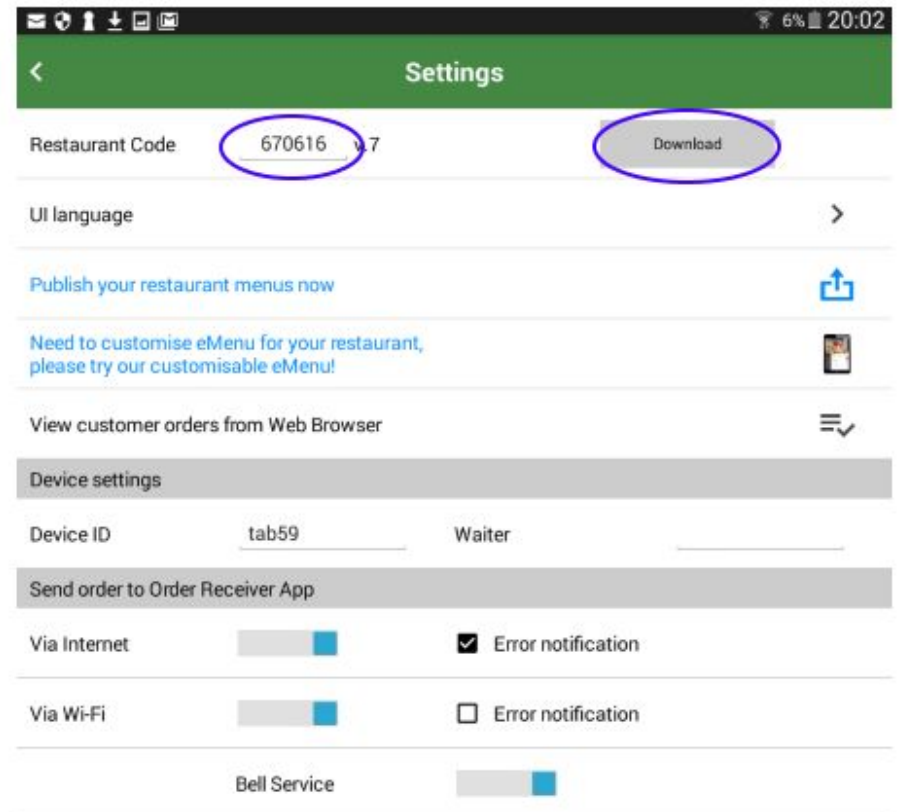 6% 20:02
Settings
Restaurant Code 670616 v.7 Download
UI language
Publish your restaurant menus now
Need to customise eMenu for your restaurant,
please try our customisable eMenu!
View customer orders from Web Browser
Device settings
Device ID tab59 Waiter
Send order to Order Receiver App
Via Internet Error notification
Via Wi-Fi Error notification
Bell Service